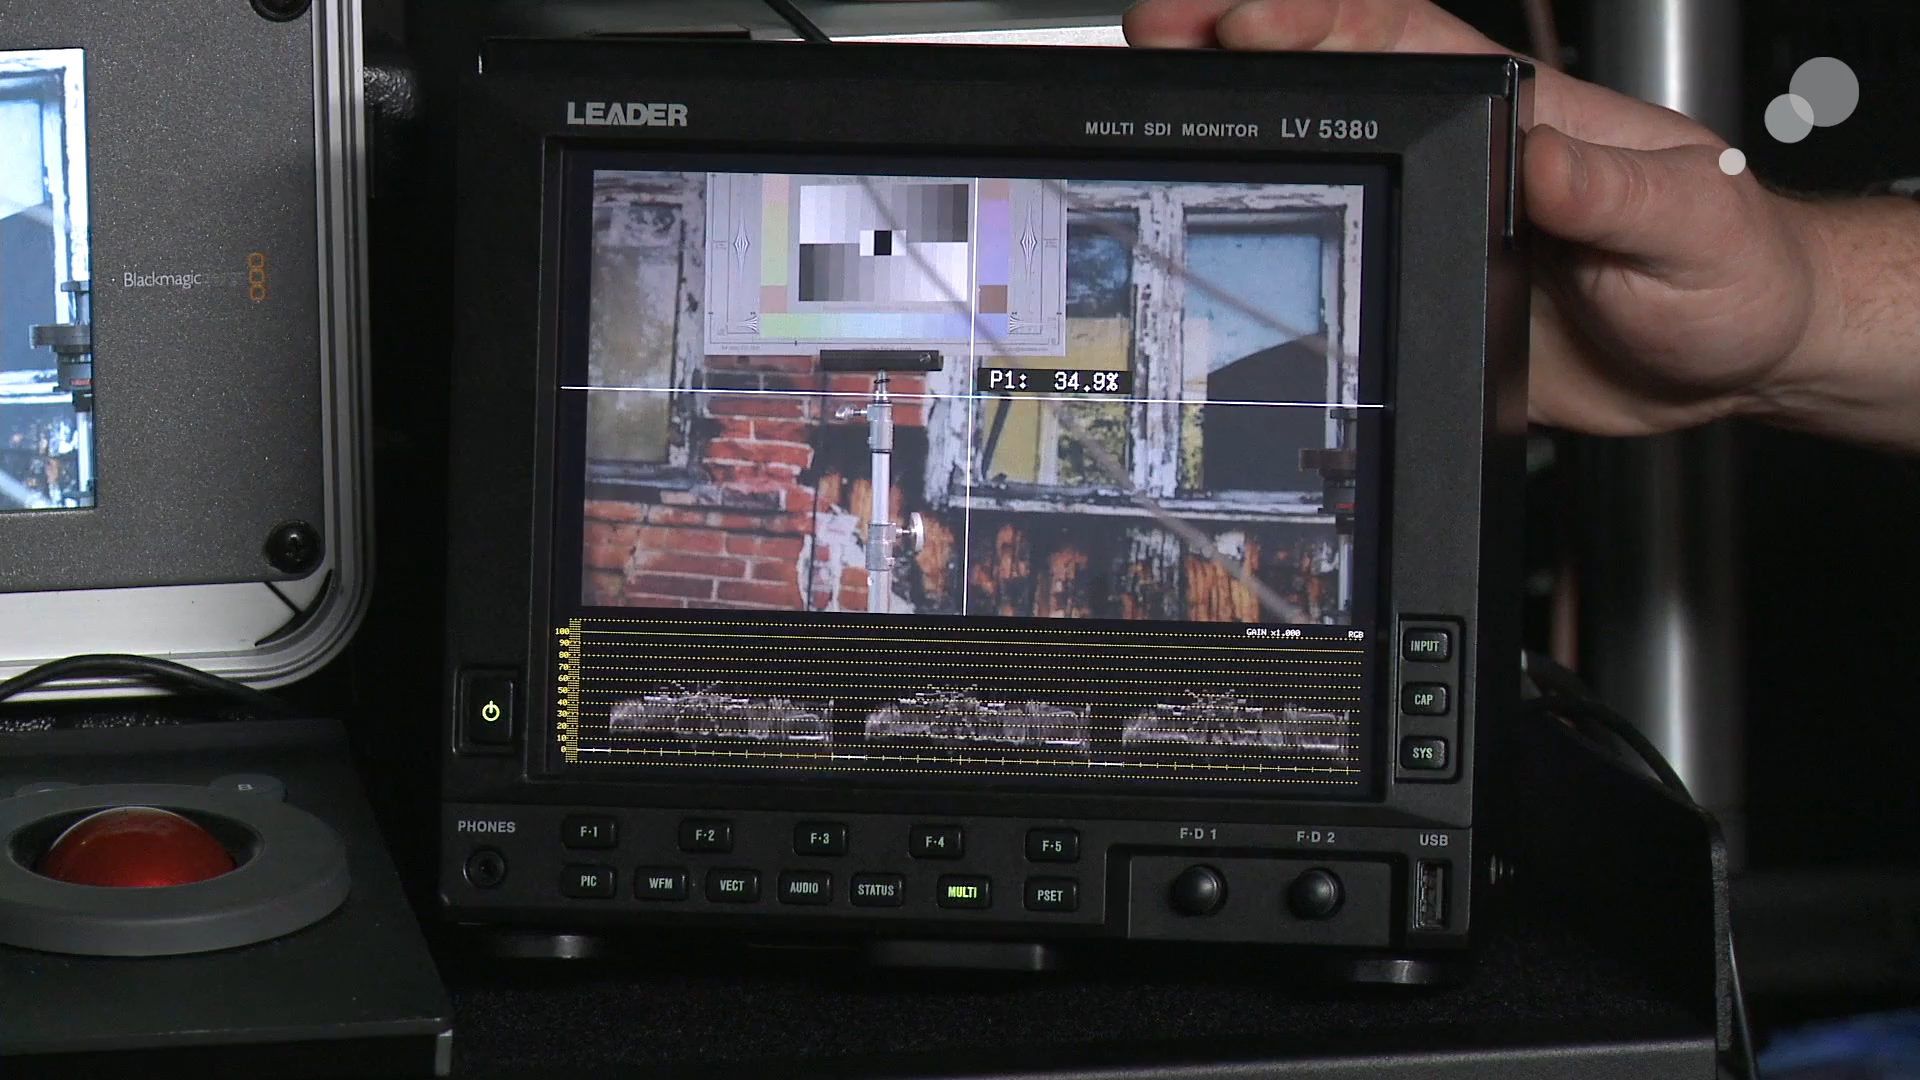 LEADER
MULTI SDI MONITOR LV 5380
Blackmagic
P1: 34.9%
GAIN x1.000 RGB
100
90
80
70
60
50
40
30
20
10
0
INPUT
CAP
SYS
B
PHONES
F·1 F·2 F·3 F·4 F·5
F·D 1 F·D 2 USB
PIC WFM VECT AUDIO STATUS MULTI PSET